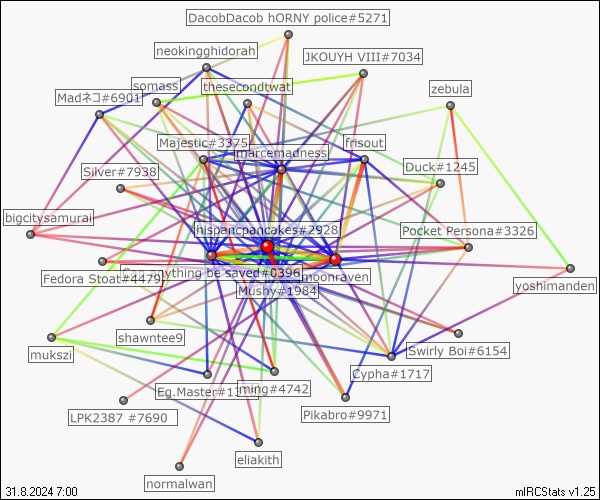 DacobDacob hORNY police#5271
neokingghidorah
JKOUYH VIII#7034
somass
thesecondtwat
zebula
Madネコ#6901
Majestic#3375
marcemadness
frisout
Silver#7938
Duck#1245
bigcitysamurai
hispanicpancakes#2928
Pocket Persona#3326
Fedora Stoat#4479
Can anything be saved#0396
moonraven
yoshimanden
Mushy#1984
shawntee9
mukszi
Swirly Boi#6154
Cypha#1717
Eg.Master#1
ming#4742
LPK2387 #7690
Pikabro#9971
eliakith
normalwan
31.8.2024 7:00
mIRCStats v1.25